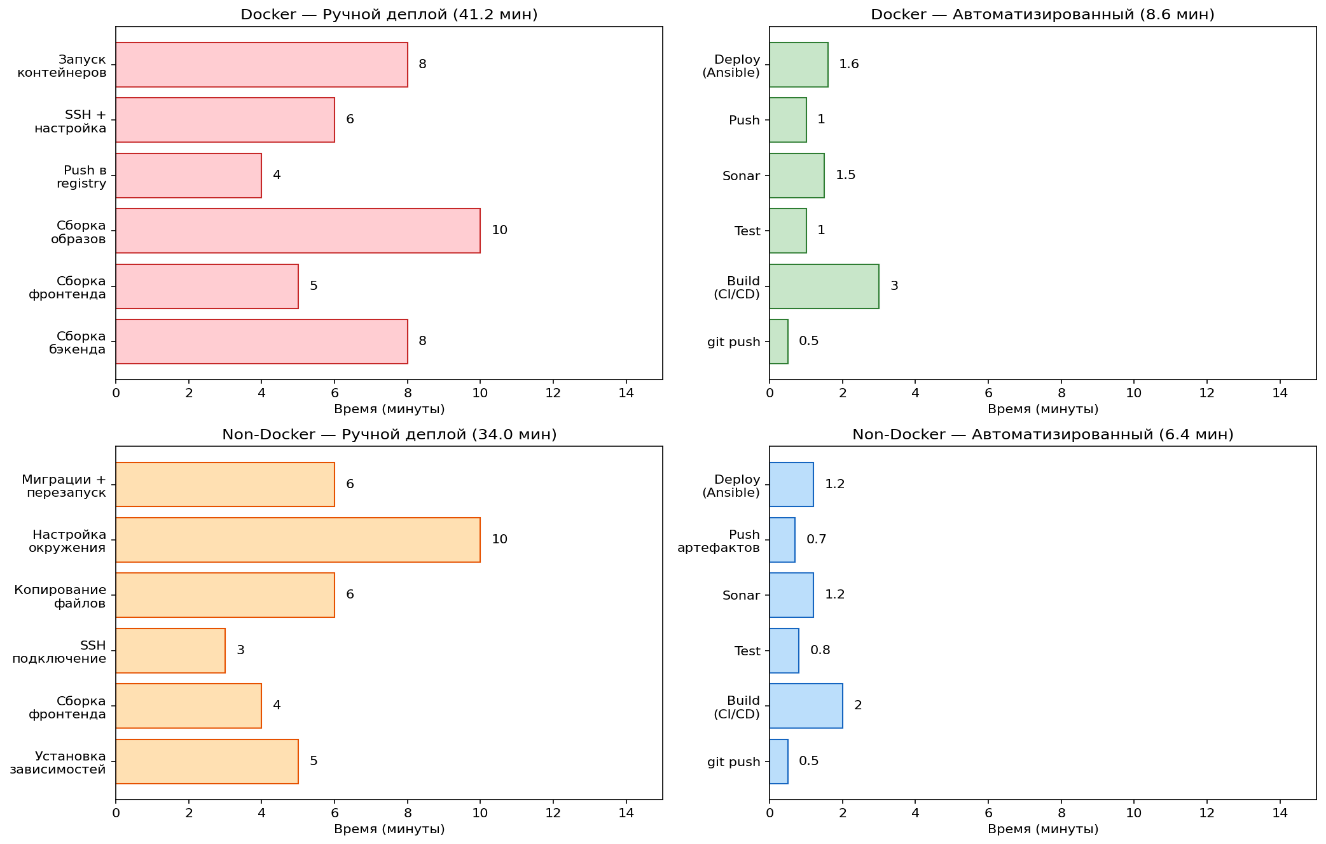 Docker — Ручной деплой (41.2 мин)
Запуск
контейнеров
8
SSH +
настройка
6
Push в
registry
4
Сборка
образов
10
Сборка
фронтенда
5
Сборка
бэкенда
8
0 2 4 6 8 10 12 14
Время (минуты)
Docker — Автоматизированный (8.6 мин)
Deploy
(Ansible)
1.6
Push
1
Sonar
1.5
Test
1
Build
(CI/CD)
3
git push
0.5
0 2 4 6 8 10 12 14
Время (минуты)
Non-Docker — Ручной деплой (34.0 мин)
Миграции +
перезапуск
6
Настройка
окружения
10
Копирование
файлов
6
SSH
подключение
3
Сборка
фронтенда
4
Установка
зависимостей
5
0 2 4 6 8 10 12 14
Время (минуты)
Non-Docker — Автоматизированный (6.4 мин)
Deploy
(Ansible)
1.2
Push
артефактов
0.7
Sonar
1.2
Test
0.8
Build
(CI/CD)
2
git push
0.5
0 2 4 6 8 10 12 14
Время (минуты)